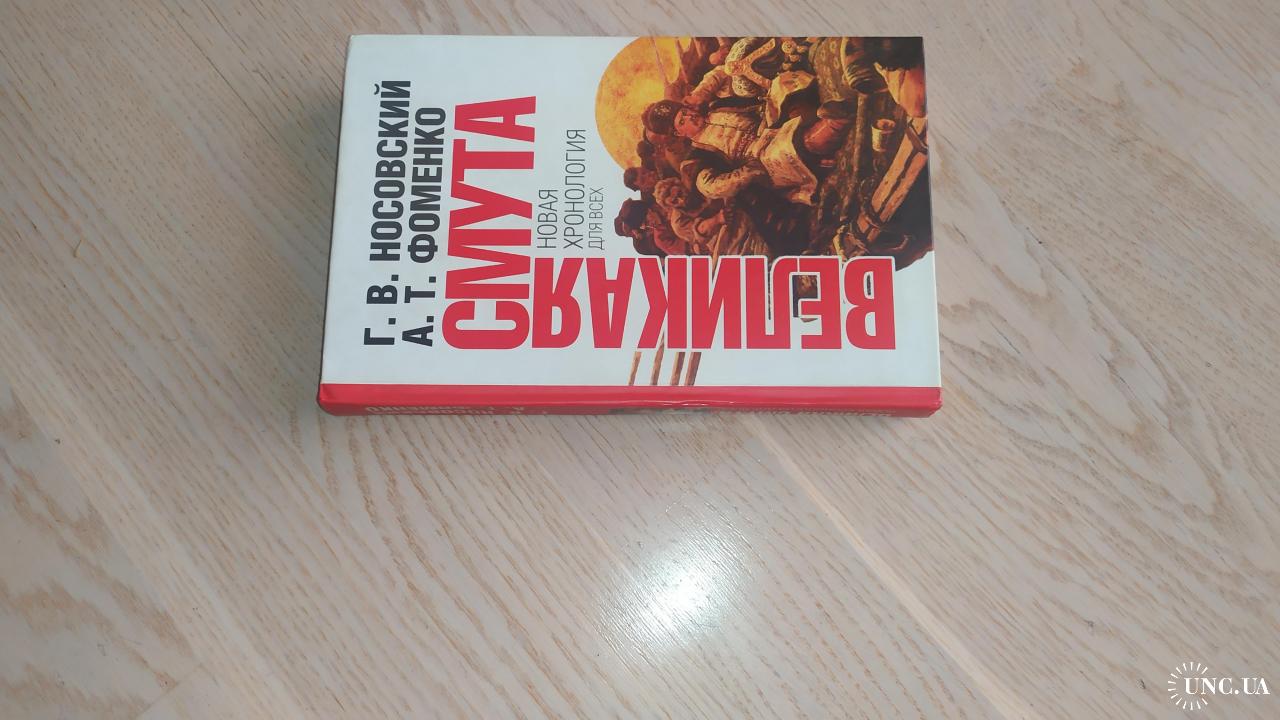 Г. В. НОСОВСКИЙ
А. Т. ФОМЕНКО
СМУТА
ВЕЛИКАЯ
НОВАЯ
ХРОНОЛОГИЯ
ДЛЯ ВСЕХ
UNC.UA